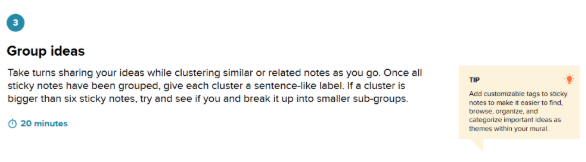 3
Group ideas
Take turns sharing your ideas while clustering similar or related notes as you go. Once all
sticky notes have been grouped, give each cluster a sentence-like label. If a cluster is
bigger than six sticky notes, try and see if you and break it up into smaller sub-groups.
20 minutes
TIP
Add customizable tags to sticky
notes to make it easier to find,
browse, organize, and
categorize important ideas as
themes within your mural.